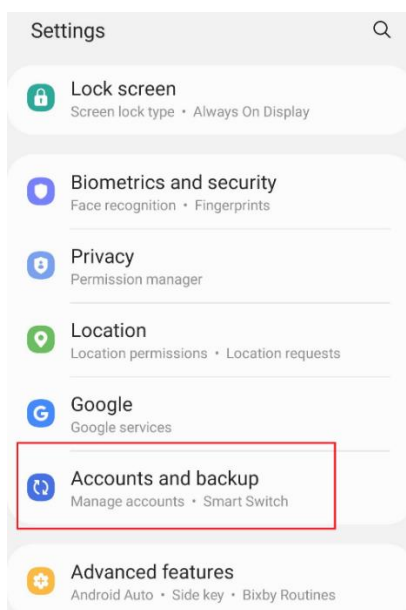 Settings
Lock screen
Screen lock type • Always On Display
Biometrics and security
Face recognition • Fingerprints
Privacy
Permission manager
Location
Location permissions • Location requests
G
Google
Google services
Accounts and backup
Manage accounts • Smart Switch
Advanced features
Android Auto • Side key • Bixby Routines